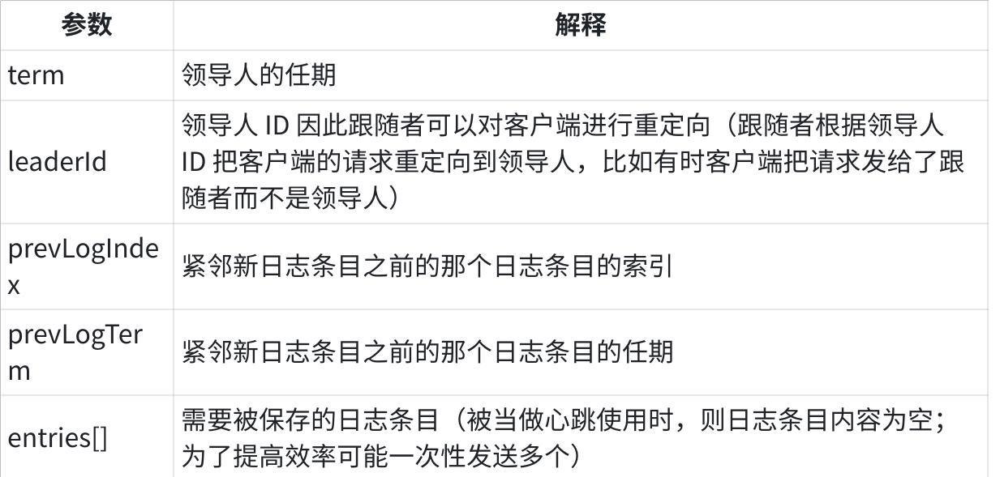 参数
解释
term
领导人的任期
leaderId
领导人 ID 因此跟随者可以对客户端进行重定向（跟随者根据领导人
ID 把客户端的请求重定向到领导人，比如有时客户端把请求发给了跟
随者而不是领导人）
prevLogInde
x
紧邻新日志条目之前的那个日志条目的索引
prevLogTer
m
紧邻新日志条目之前的那个日志条目的任期
entries[]
需要被保存的日志条目（被当做心跳使用时，则日志条目内容为空；
为了提高效率可能一次性发送多个）